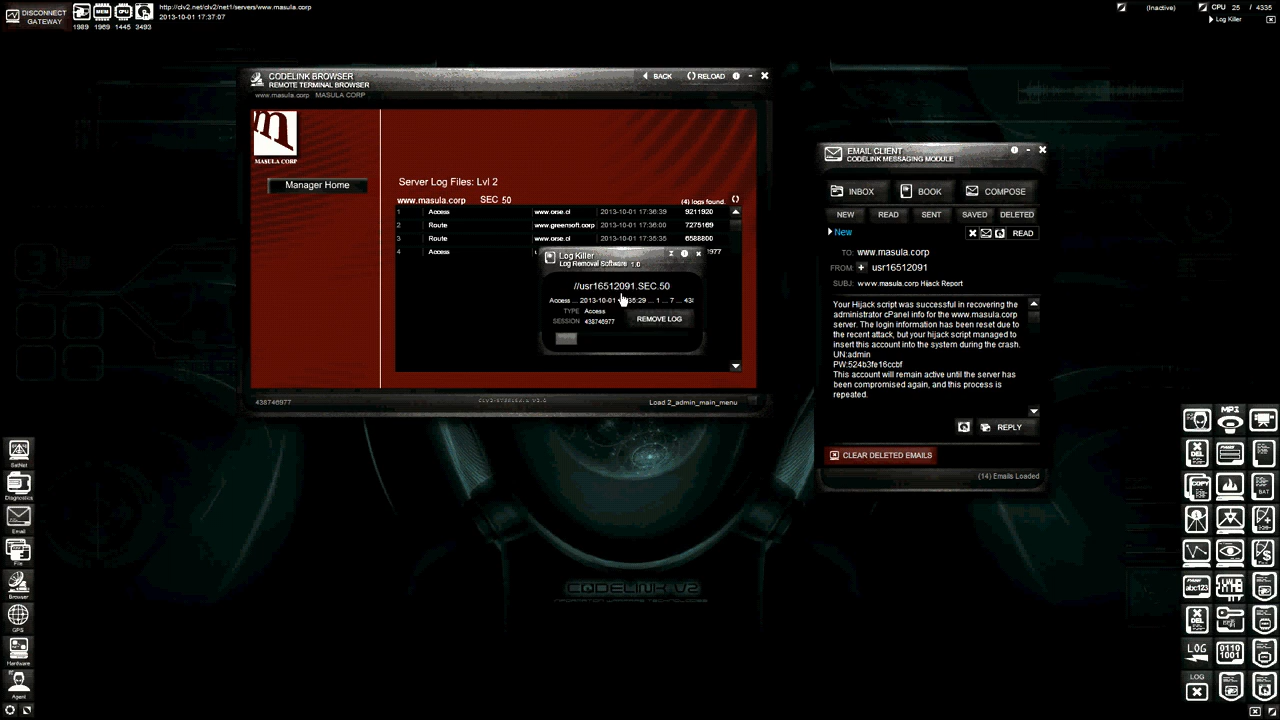 DISCONNECT
GATEWAY
1989 1969 1445 3493
http://clv2.net/clv2/net1/servers/www.masula.corp
2013-10-01 17:37:07
(Inactive)
CPU 25 / 4335
Log Killer
CODELINK BROWSER
REMOTE TERMINAL BROWSER
BACK
RELOAD
www.masula.corp MASULA CORP
m
MASULA CORP
Manager Home
Server Log Files: Lvl 2
www.masula.corp SEC 50
(4) logs found.
1 Access www.orse.cl 2013-10-01 17:36:39 9211920
2 Route www.greensoft.corp 2013-10-01 17:36:00 7275169
3 Route www.orse.cl 2013-10-01 17:35:35 6588800
4 Access
Log Killer
Log Removal Software 1.0
//usr16512091.SEC.50
TYPE Access
SESSION 438746977
REMOVE LOG
438746977
Load 2_admin_main_menu
EMAIL CLIENT
CODELINK MESSAGING MODULE
INBOX
BOOK
COMPOSE
NEW READ SENT SAVED DELETED
New
READ
TO: www.masula.corp
FROM: + usr16512091
SUBJ: www.masula.corp Hijack Report
Your Hijack script was successful in recovering the
administrator cPanel info for the www.masula.corp
server. The login information has been reset due to
the recent attack, but your hijack script managed to
insert this account into the system during the crash.
UN:admin
PW:524b3fe16ccbf
This account will remain active until the server has
been compromised again, and this process is
repeated.
REPLY
CLEAR DELETED EMAILS
(14) Emails Loaded
CODELINK V2
Diagnostics
Email
File
Browser
GPS
Hardware
Agent
MPI
DEL
COPY
BAT
abc123
DEL
LOG
0110
1001
LOG